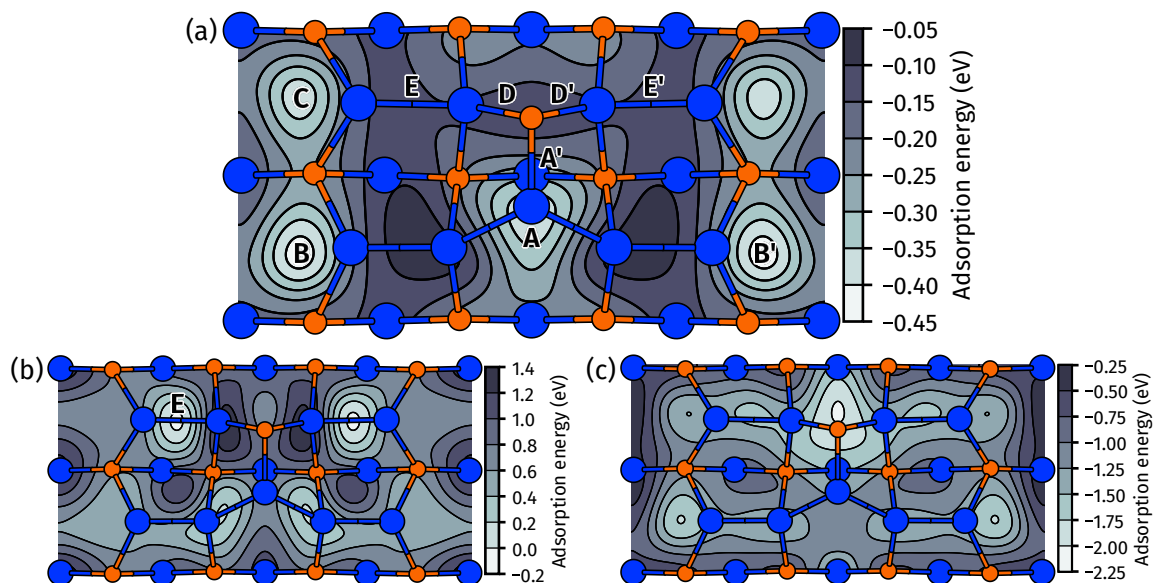 (a)
C
E
D
D'
E'
A'
B
A
B'
−0.05
−0.10
−0.15
−0.20
−0.25
−0.30
−0.35
−0.40
−0.45
Adsorption energy (eV)
(b)
E
1.4
1.2
1.0
0.8
0.6
0.4
0.2
0.0
−0.2
Adsorption energy (eV)
(c)
−0.25
−0.50
−0.75
−1.00
−1.25
−1.50
−1.75
−2.00
−2.25
Adsorption energy (eV)